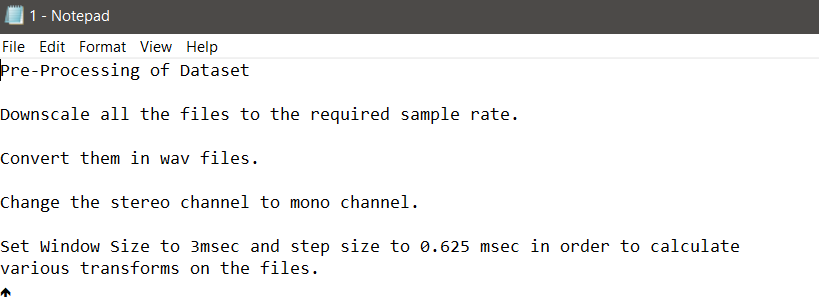 1 - Notepad
File Edit Format View Help
Pre-Processing of Dataset
Downscale all the files to the required sample rate.
Convert them in wav files.
Change the stereo channel to mono channel.
Set Window Size to 3msec and step size to 0.625 msec in order to calculate
various transforms on the files.